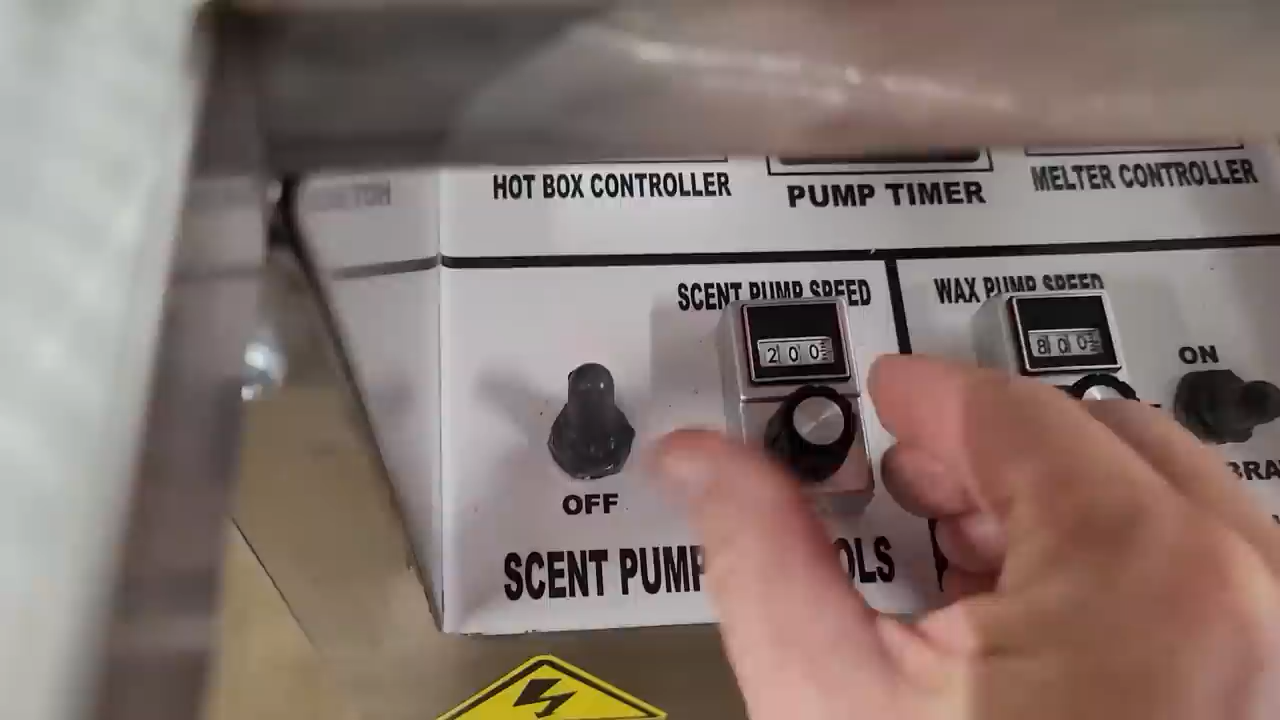 HOT BOX CONTROLLER
PUMP TIMER
MELTER CONTROLLER
SCENT PUMP SPEED
WAX PUMP SPEED
200
800
ON
OFF
SCENT PUMP